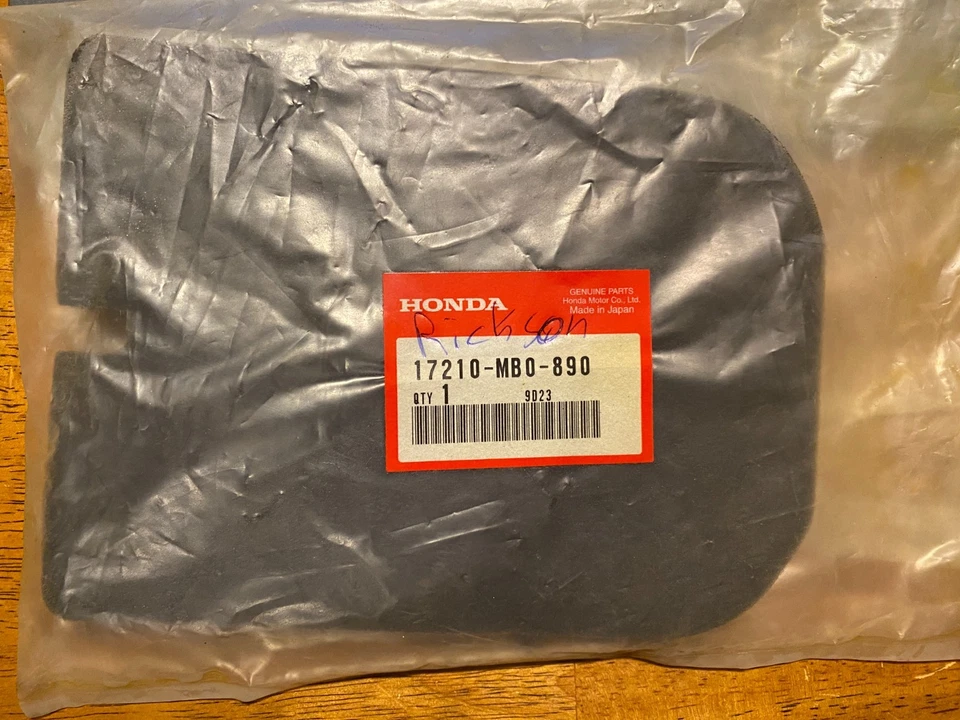 HONDA
GENUINE PARTS
Honda Motor Co., Ltd.
Made in Japan
Rickson
17210-MB0-890
QTY 1 9D23